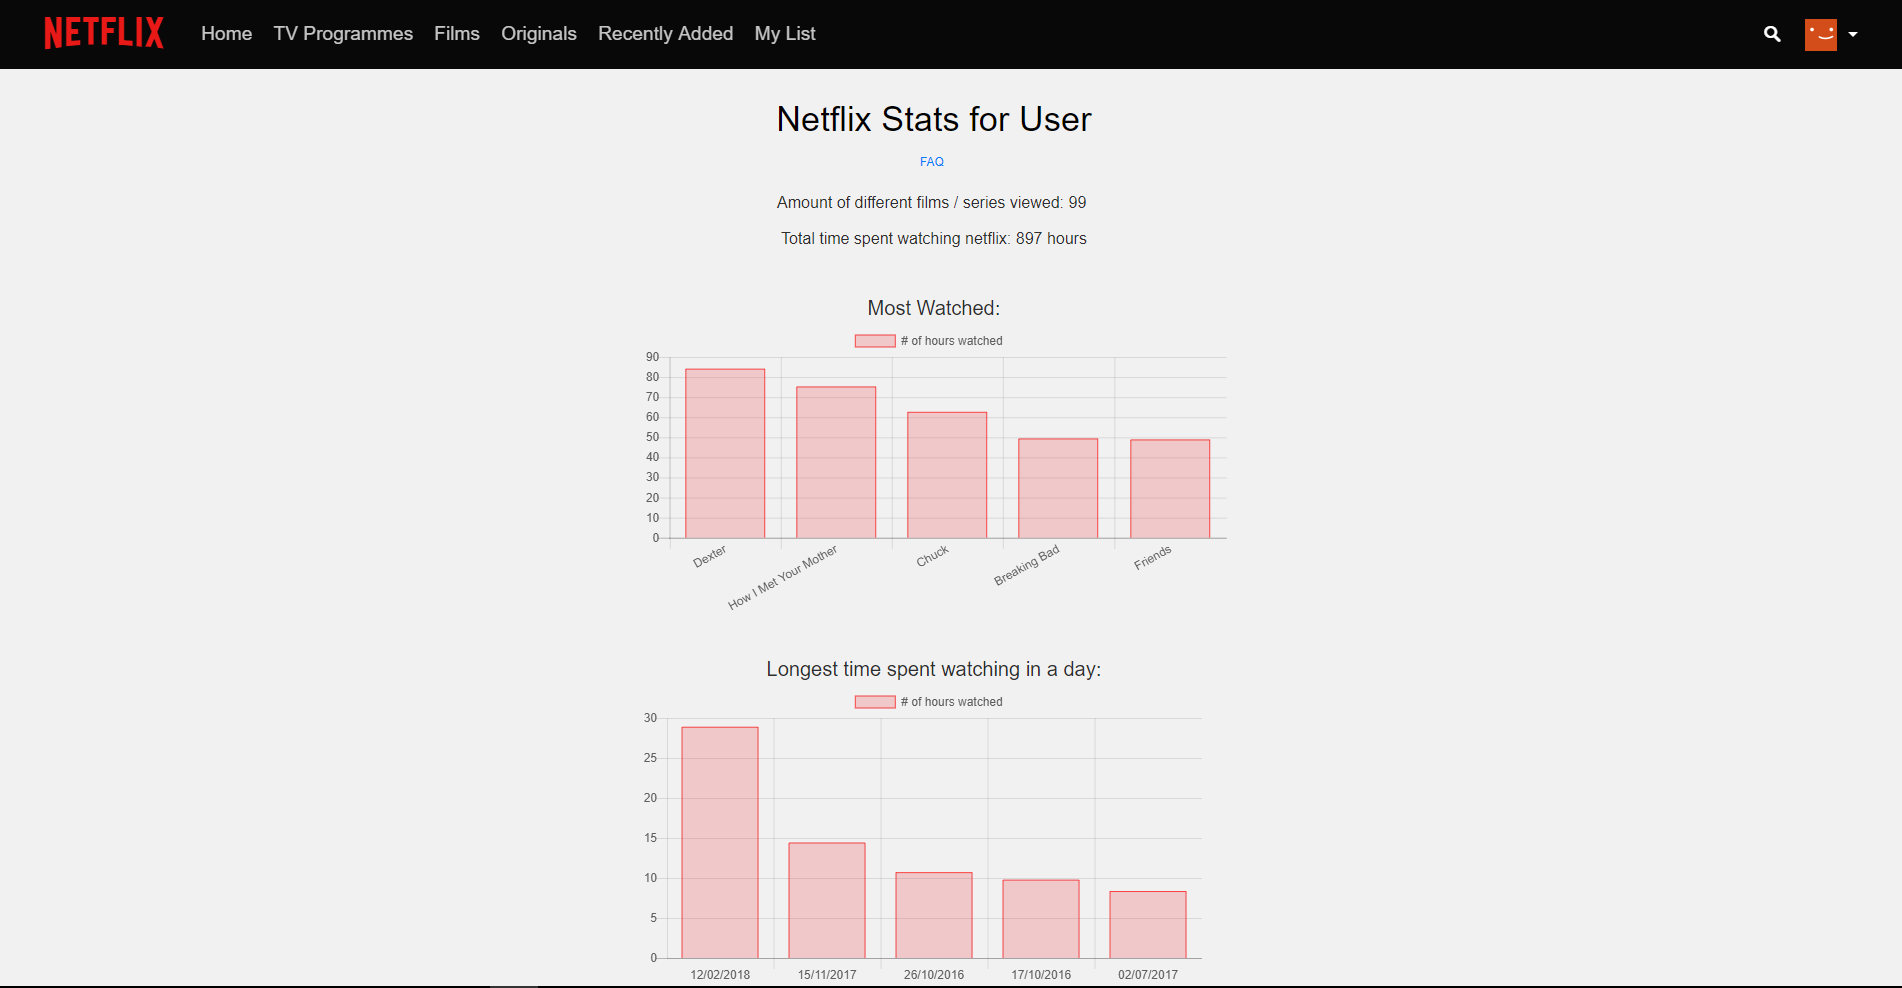 NETFLIX Home TV Programmes Films Originals Recently Added My List
Netflix Stats for User
FAQ
Amount of different films / series viewed: 99
Total time spent watching netflix: 897 hours
Most Watched:
# of hours watched
90
80
70
60
50
40
30
20
10
0
Dexter How I Met Your Mother Chuck Breaking Bad Friends
Longest time spent watching in a day:
# of hours watched
30
25
20
15
10
5
0
12/02/2018 15/11/2017 26/10/2016 17/10/2016 02/07/2017